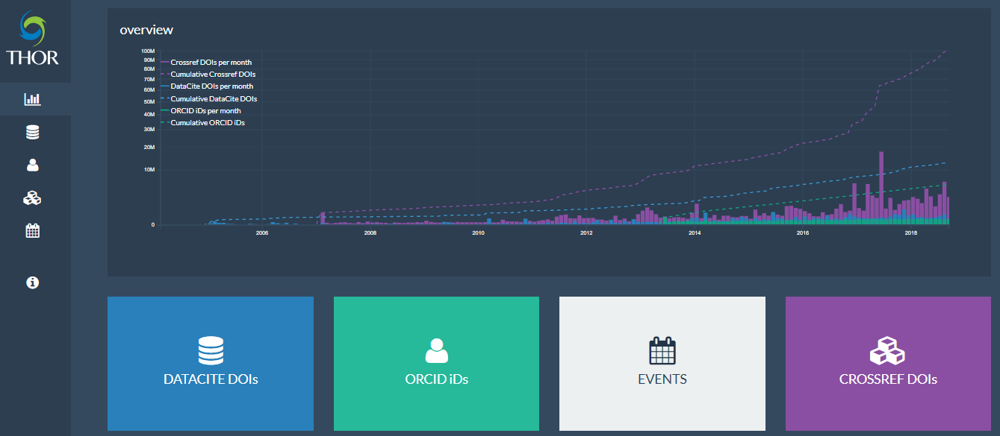 THOR
overview
100M
90M
80M
70M
60M
50M
40M
30M
20M
10M
0
Crossref DOIs per month
Cumulative Crossref DOIs
DataCite DOIs per month
Cumulative DataCite DOIs
ORCID iDs per month
Cumulative ORCID iDs
2006 2008 2010 2012 2014 2016 2018
DATACITE DOIs
ORCID iDs
EVENTS
CROSSREF DOIs